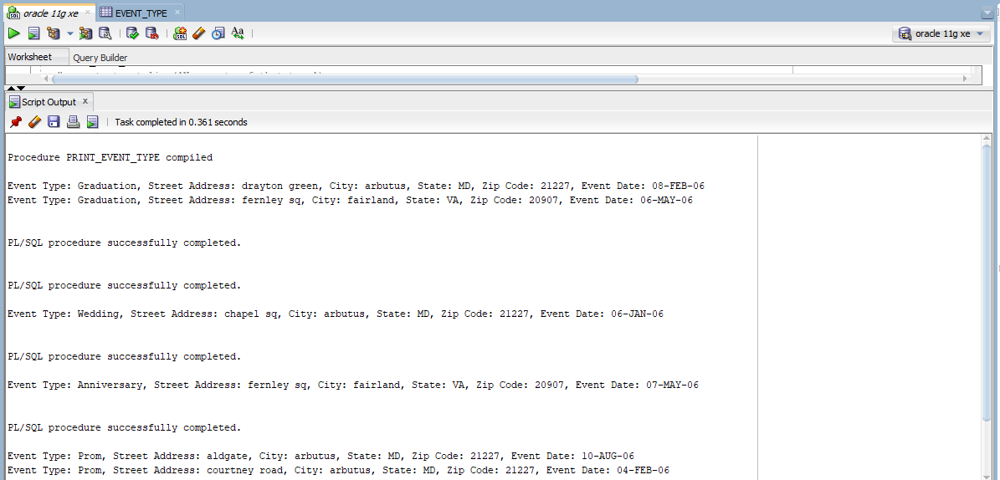 oracle 11g xe
EVENT_TYPE
Aa
oracle 11g xe
Worksheet
Query Builder
Script Output
Task completed in 0.361 seconds
Procedure PRINT_EVENT_TYPE compiled
Event Type: Graduation, Street Address: drayton green, City: arbutus, State: MD, Zip Code: 21227, Event Date: 08-FEB-06
Event Type: Graduation, Street Address: fernley sq, City: fairland, State: VA, Zip Code: 20907, Event Date: 06-MAY-06
PL/SQL procedure successfully completed.
PL/SQL procedure successfully completed.
Event Type: Wedding, Street Address: chapel sq, City: arbutus, State: MD, Zip Code: 21227, Event Date: 06-JAN-06
PL/SQL procedure successfully completed.
Event Type: Anniversary, Street Address: fernley sq, City: fairland, State: VA, Zip Code: 20907, Event Date: 07-MAY-06
PL/SQL procedure successfully completed.
Event Type: Prom, Street Address: aldgate, City: arbutus, State: MD, Zip Code: 21227, Event Date: 10-AUG-06
Event Type: Prom, Street Address: courtney road, City: arbutus, State: MD, Zip Code: 21227, Event Date: 04-FEB-06